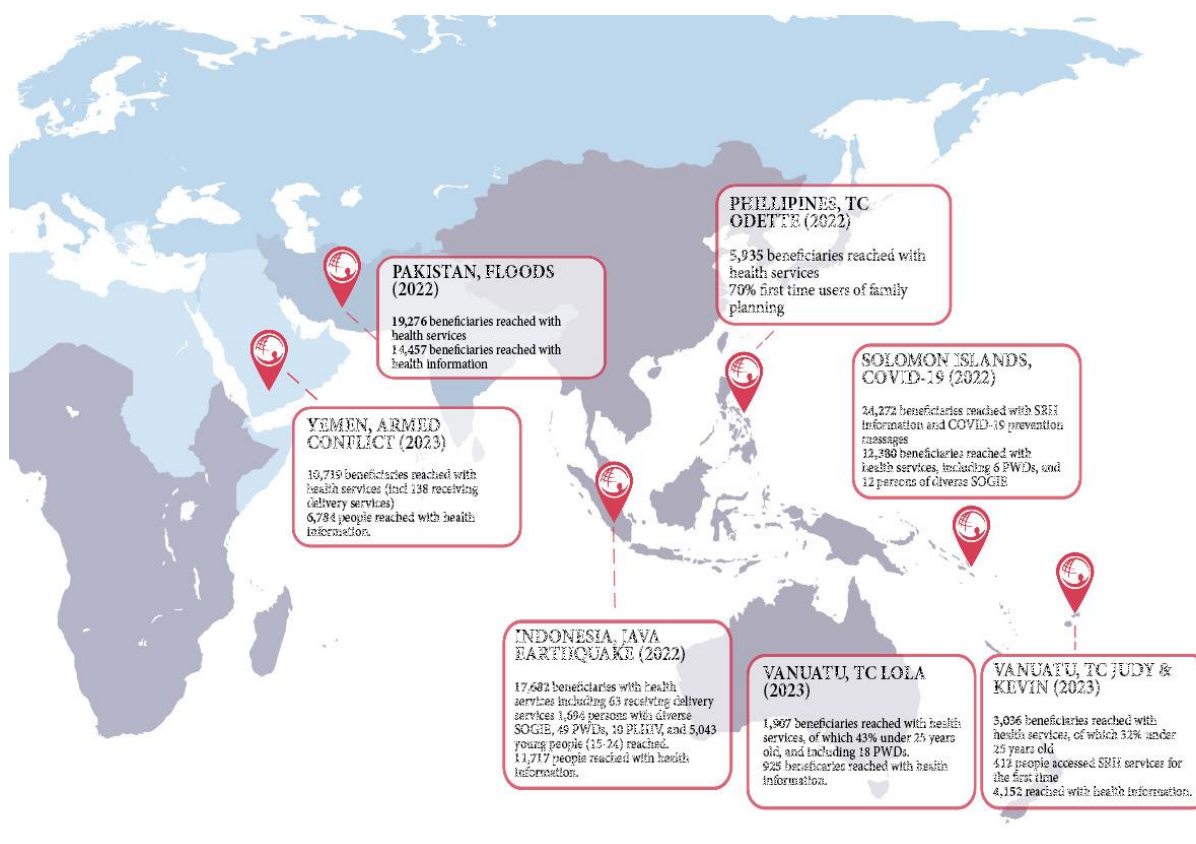 PHILLIPINES, TC
ODETTE (2022)
5,935 beneficiaries reached with
health services
70% first time users of family
planning
PAKISTAN, FLOODS
(2022)
19,276 beneficiaries reached with
health services
14,457 beneficiaries reached with
health information
SOLOMON ISLANDS,
COVID-19 (2022)
24,272 beneficiaries reached with SRH
information and COVID-19 prevention
messages
12,380 beneficiaries reached with
health services, including 6 PWDs, and
12 persons of diverse SOGIE
YEMEN, ARMED
CONFLICT (2023)
10,719 beneficiaries reached with
health services (incl 138 receiving
delivery services)
6,784 people reached with health
information.
INDONESIA, JAVA
EARTHQUAKE (2022)
17,682 beneficiaries with health
services including 63 receiving delivery
services 1,694 persons with diverse
SOGIE, 49 PWDs, 10 PLHIV, and 5,043
young people (15-24) reached.
11,717 people reached with health
information.
VANUATU, TC LOLA
(2023)
1,907 beneficiaries reached with health
services, of which 43% under 25 years
old, and including 18 PWDs.
925 beneficaries reached with health
information.
VANUATU, TC JUDY &
KEVIN (2023)
3,036 beneficiaries reached with
health services, of which 32% under
25 years old
412 people accessed SRH services for
the first time
4,152 reached with health information.